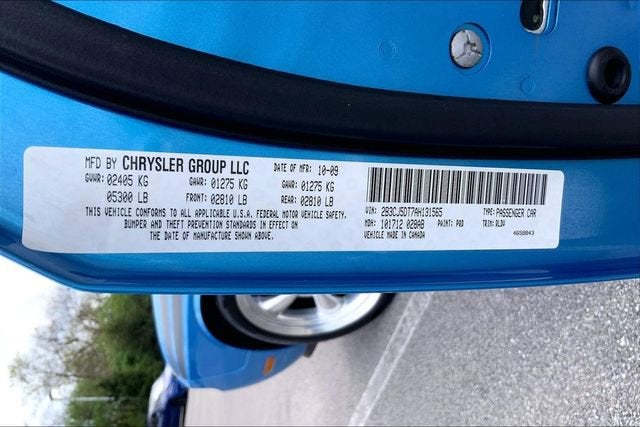 MFD BY CHRYSLER GROUP LLC DATE OF MFR: 10-09
GVWR: 02405 KG GAWR: 01275 KG GAWR: 01275 KG
05300 LB FRONT: 02810 LB REAR: 02810 LB
THIS VEHICLE CONFORMS TO ALL APPLICABLE U.S.A. FEDERAL MOTOR VEHICLE SAFETY,
BUMPER AND THEFT PREVENTION STANDARDS IN EFFECT ON
THE DATE OF MANUFACTURE SHOWN ABOVE.
VIN: 2B3CJ5DT7AH131565 TYPE: PASSENGER CAR
MDH: 101712 028AB PAINT: PQD TRIM: RLDV
VEHICLE MADE IN CANADA 4658843